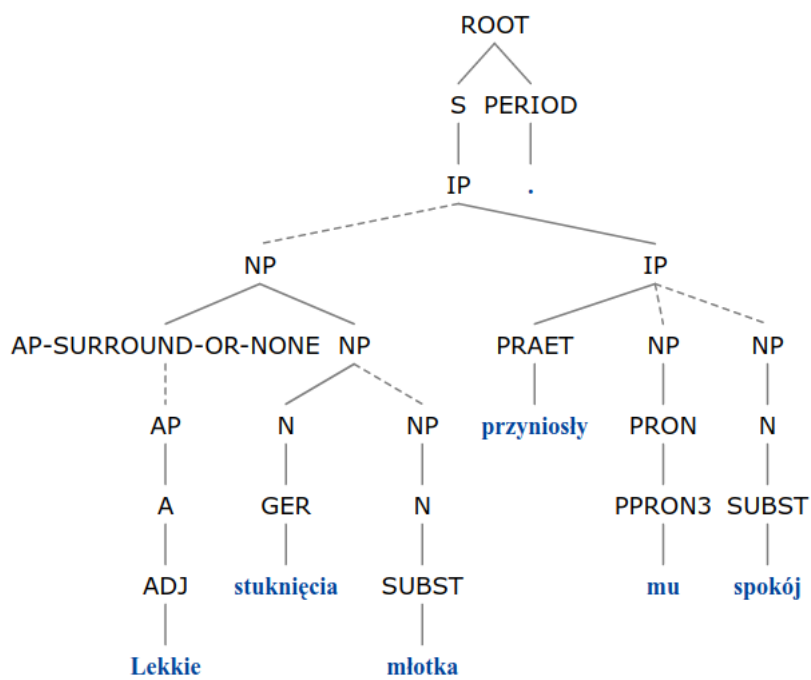 ROOT
S PERIOD
IP .
NP IP
AP-SURROUND-OR-NONE NP PRAET NP NP
AP N NP przyniosły PRON N
A GER N PPRON3 SUBST
ADJ stuknięcia SUBST mu spokój
Lekkie młotka